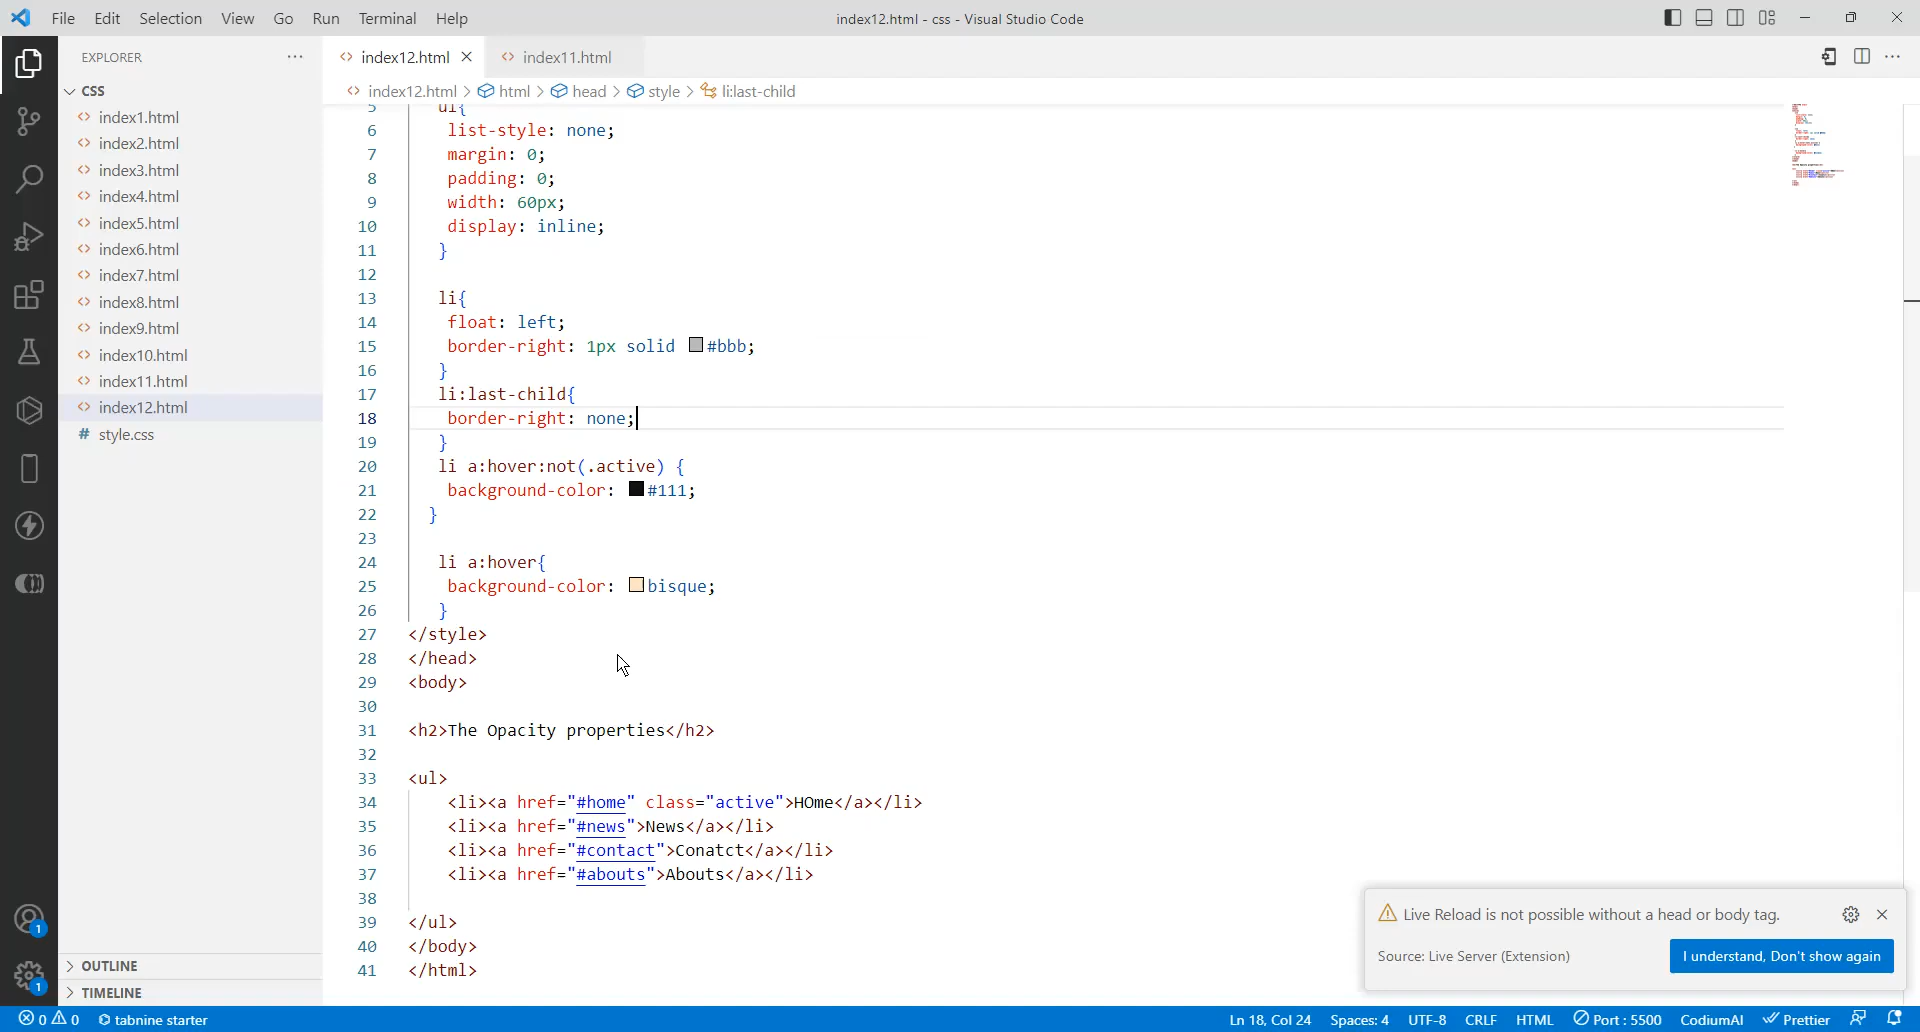 File Edit Selection View Go Run Terminal Help
index12.html - css - Visual Studio Code
EXPLORER
CSS
index1.html
index2.html
index3.html
index4.html
index5.html
index6.html
index7.html
index8.html
index9.html
index10.html
index11.html
index12.html
# style.css
OUTLINE
TIMELINE
index12.html
index11.html
index12.html > html > head > style > li:last-child
5 ul{
6 list-style: none;
7 margin: 0;
8 padding: 0;
9 width: 60px;
10 display: inline;
11 }
12
13 li{
14 float: left;
15 border-right: 1px solid #bbb;
16 }
17 li:last-child{
18 border-right: none;
19 }
20 li a:hover:not(.active) {
21 background-color: #111;
22 }
23
24 li a:hover{
25 background-color: bisque;
26 }
27 </style>
28 </head>
29 <body>
30
31 <h2>The Opacity properties</h2>
32
33 <ul>
34 <li><a href="#home" class="active">HOme</a></li>
35 <li><a href="#news">News</a></li>
36 <li><a href="#contact">Conatct</a></li>
37 <li><a href="#abouts">Abouts</a></li>
38
39 </ul>
40 </body>
41 </html>
Live Reload is not possible without a head or body tag.
Source: Live Server (Extension)
I understand, Don't show again
1
1
0 0 tabnine starter
Ln 18, Col 24 Spaces: 4 UTF-8 CRLF HTML Port : 5500 CodiumAI Prettier